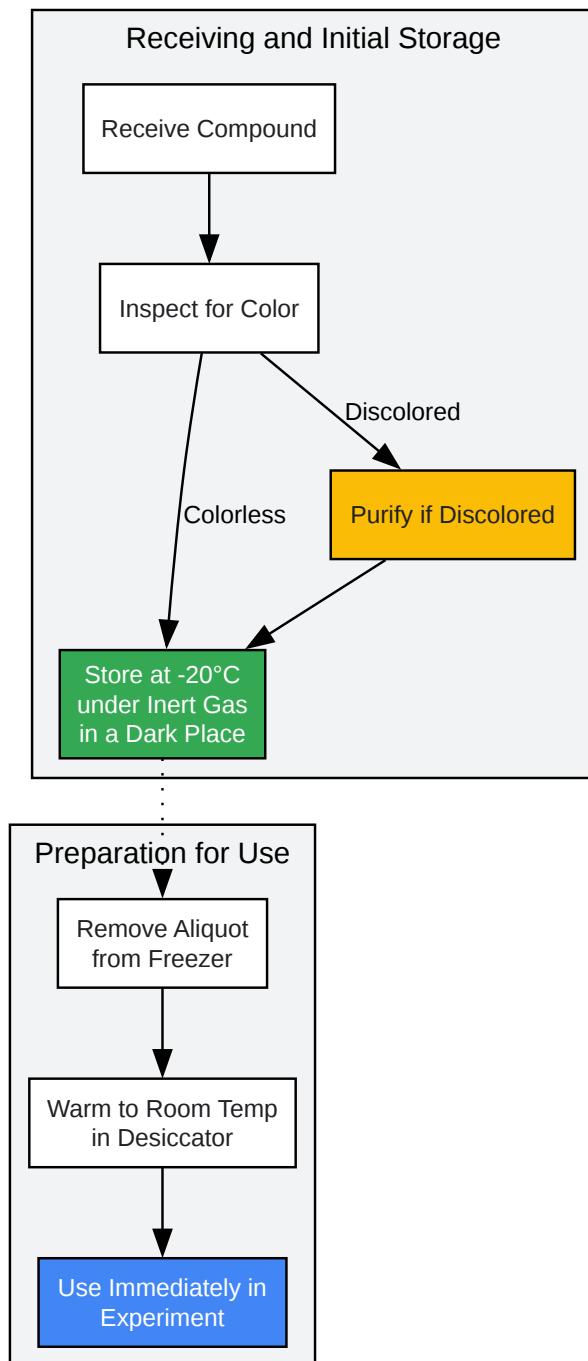 Receiving and Initial Storage
Receive Compound
Inspect for Color
Discolored
Colorless
Purify if Discolored
Store at -20°C
under Inert Gas
in a Dark Place
Preparation for Use
Remove Aliquot
from Freezer
Warm to Room Temp
in Desiccator
Use Immediately in
Experiment